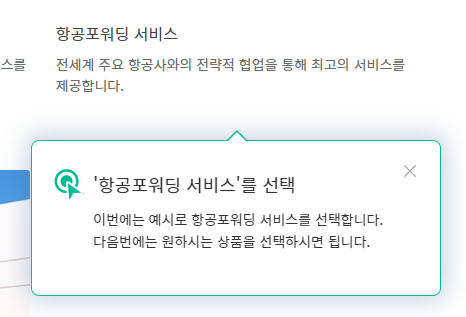 항공포워딩 서비스
스를
전세계 주요 항공사와의 전략적 협업을 통해 최고의 서비스를
제공합니다.
'항공포워딩 서비스'를 선택
이번에는 예시로 항공포워딩 서비스를 선택합니다.
다음번에는 원하시는 상품을 선택하시면 됩니다.